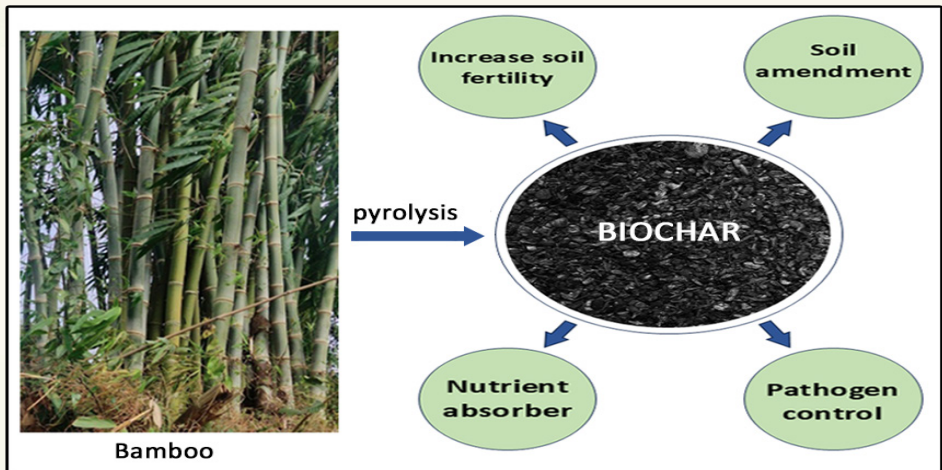 Increase soil
fertility
Soil
amendment
pyrolysis
BIOCHAR
Nutrient
absorber
Pathogen
control
Bamboo